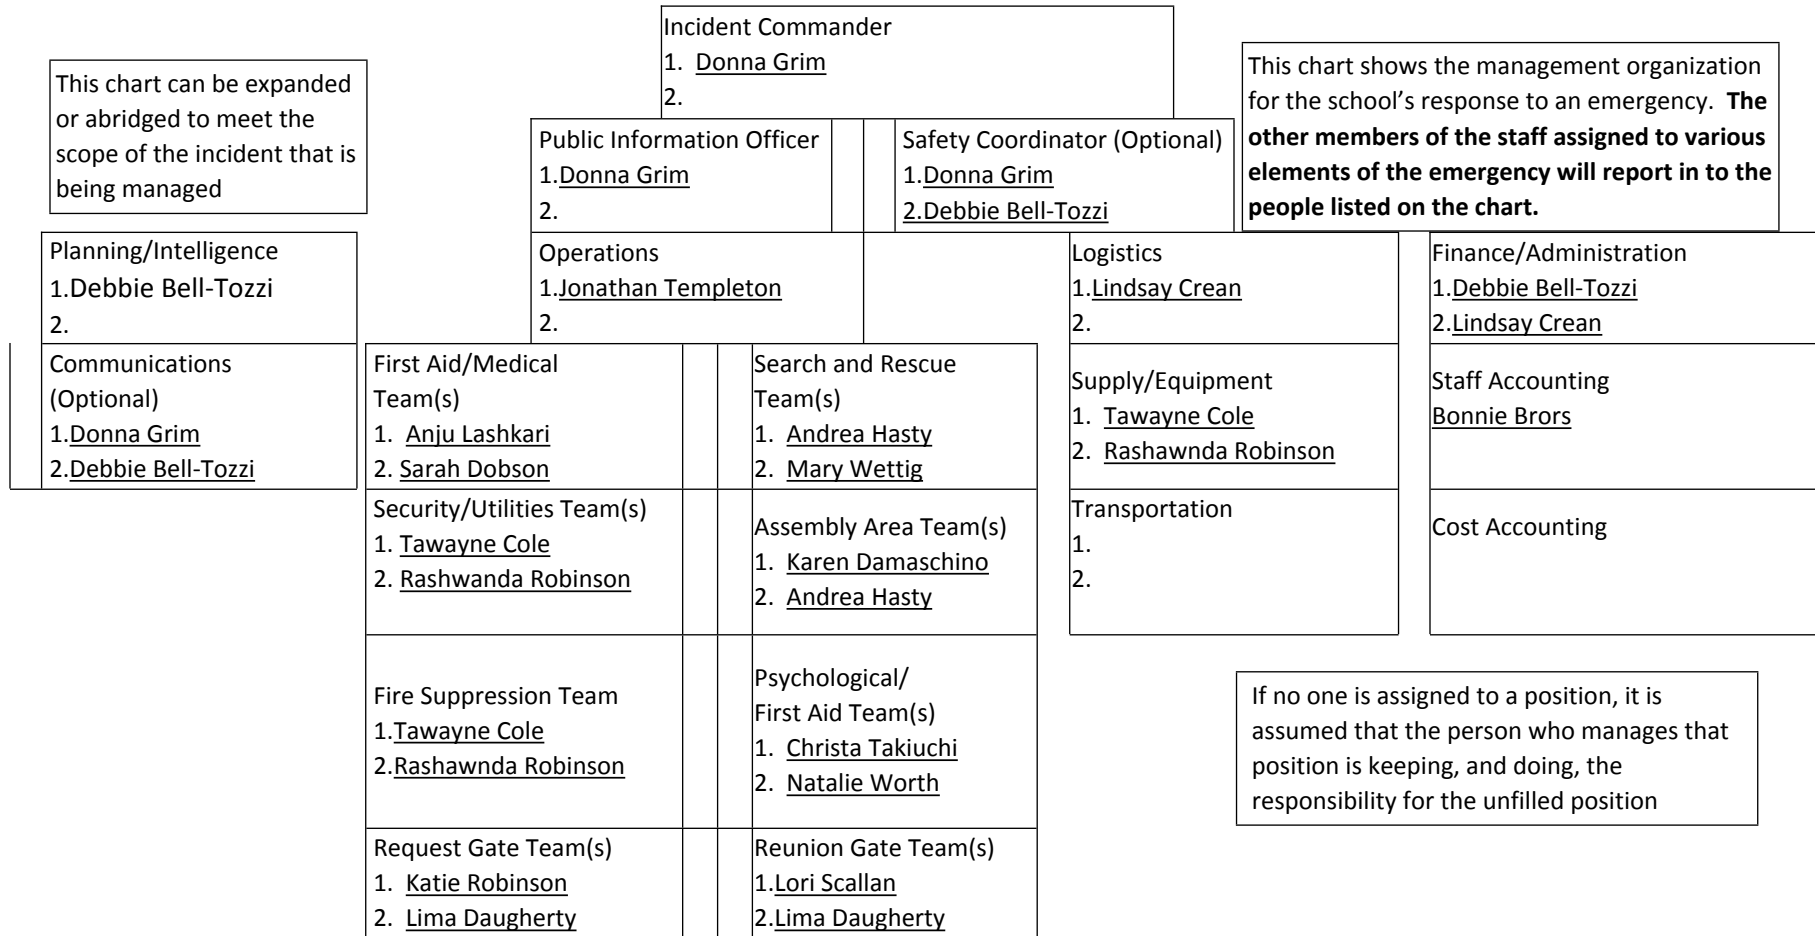 Incident Commander
1. Donna Grim
2.
This chart can be expanded
or abridged to meet the
scope of the incident that is
being managed
This chart shows the management organization
for the school’s response to an emergency. The
other members of the staff assigned to various
elements of the emergency will report in to the
people listed on the chart.
Public Information Officer
1.Donna Grim
2.
Safety Coordinator (Optional)
1.Donna Grim
2.Debbie Bell-Tozzi
Planning/Intelligence
1.Debbie Bell-Tozzi
2.
Operations
1.Jonathan Templeton
2.
Logistics
1.Lindsay Crean
2.
Finance/Administration
1.Debbie Bell-Tozzi
2.Lindsay Crean
Communications
(Optional)
1.Donna Grim
2.Debbie Bell-Tozzi
First Aid/Medical
Team(s)
1. Anju Lashkari
2. Sarah Dobson
Search and Rescue
Team(s)
1. Andrea Hasty
2. Mary Wettig
Supply/Equipment
1. Tawayne Cole
2. Rashawnda Robinson
Staff Accounting
Bonnie Brors
Security/Utilities Team(s)
1. Tawayne Cole
2. Rashwanda Robinson
Assembly Area Team(s)
1. Karen Damaschino
2. Andrea Hasty
Transportation
1.
2.
Cost Accounting
Fire Suppression Team
1.Tawayne Cole
2.Rashawnda Robinson
Psychological/
First Aid Team(s)
1. Christa Takiuchi
2. Natalie Worth
If no one is assigned to a position, it is
assumed that the person who manages that
position is keeping, and doing, the
responsibility for the unfilled position
Request Gate Team(s)
1. Katie Robinson
2. Lima Daugherty
Reunion Gate Team(s)
1.Lori Scallan
2.Lima Daugherty